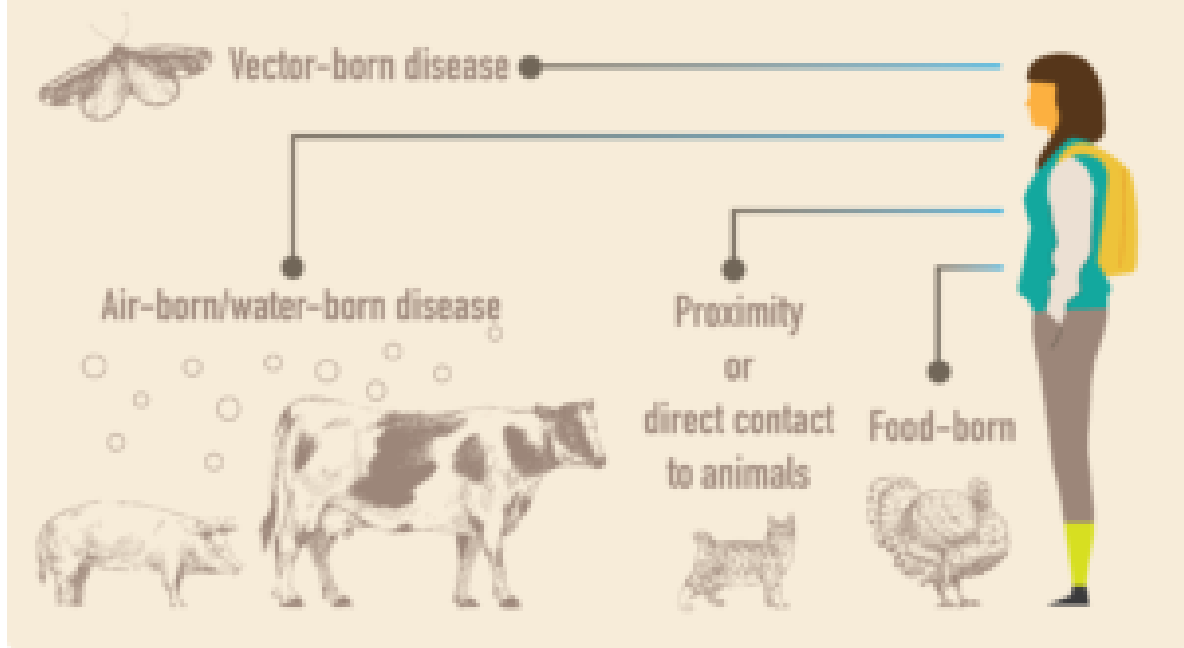 Vector-born disease
Air-born/water-born disease
Proximity
or
direct contact
to animals
Food-born